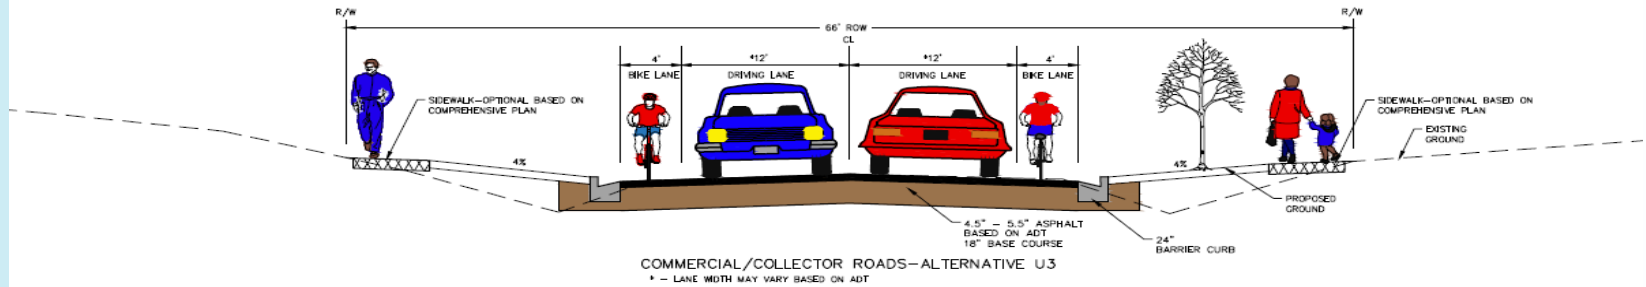 R/W
R/W
66' ROW
CL
4'
*12'
*12'
4'
BIKE LANE
DRIVING LANE
DRIVING LANE
BIKE LANE
SIDEWALK-OPTIONAL BASED ON
COMPREHENSIVE PLAN
SIDEWALK-OPTIONAL BASED ON
COMPREHENSIVE PLAN
EXISTING
GROUND
4%
4%
PROPOSED
GROUND
4.5" - 5.5" ASPHALT
BASED ON ADT
18" BASE COURSE
24"
BARRIER CURB
COMMERCIAL/COLLECTOR ROADS-ALTERNATIVE U3
* - LANE WIDTH MAY VARY BASED ON ADT